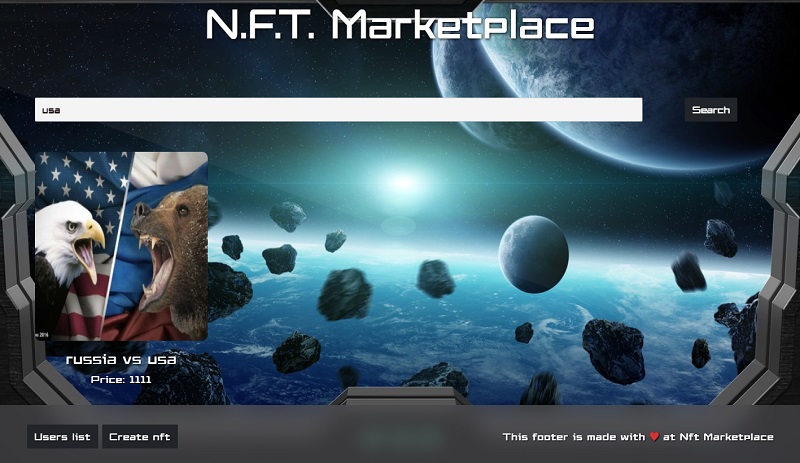 N.F.T. Marketplace
usa
Search
russia vs usa
Price: 1111
Users list
Create nft
This footer is made with ❤ at Nft Marketplace